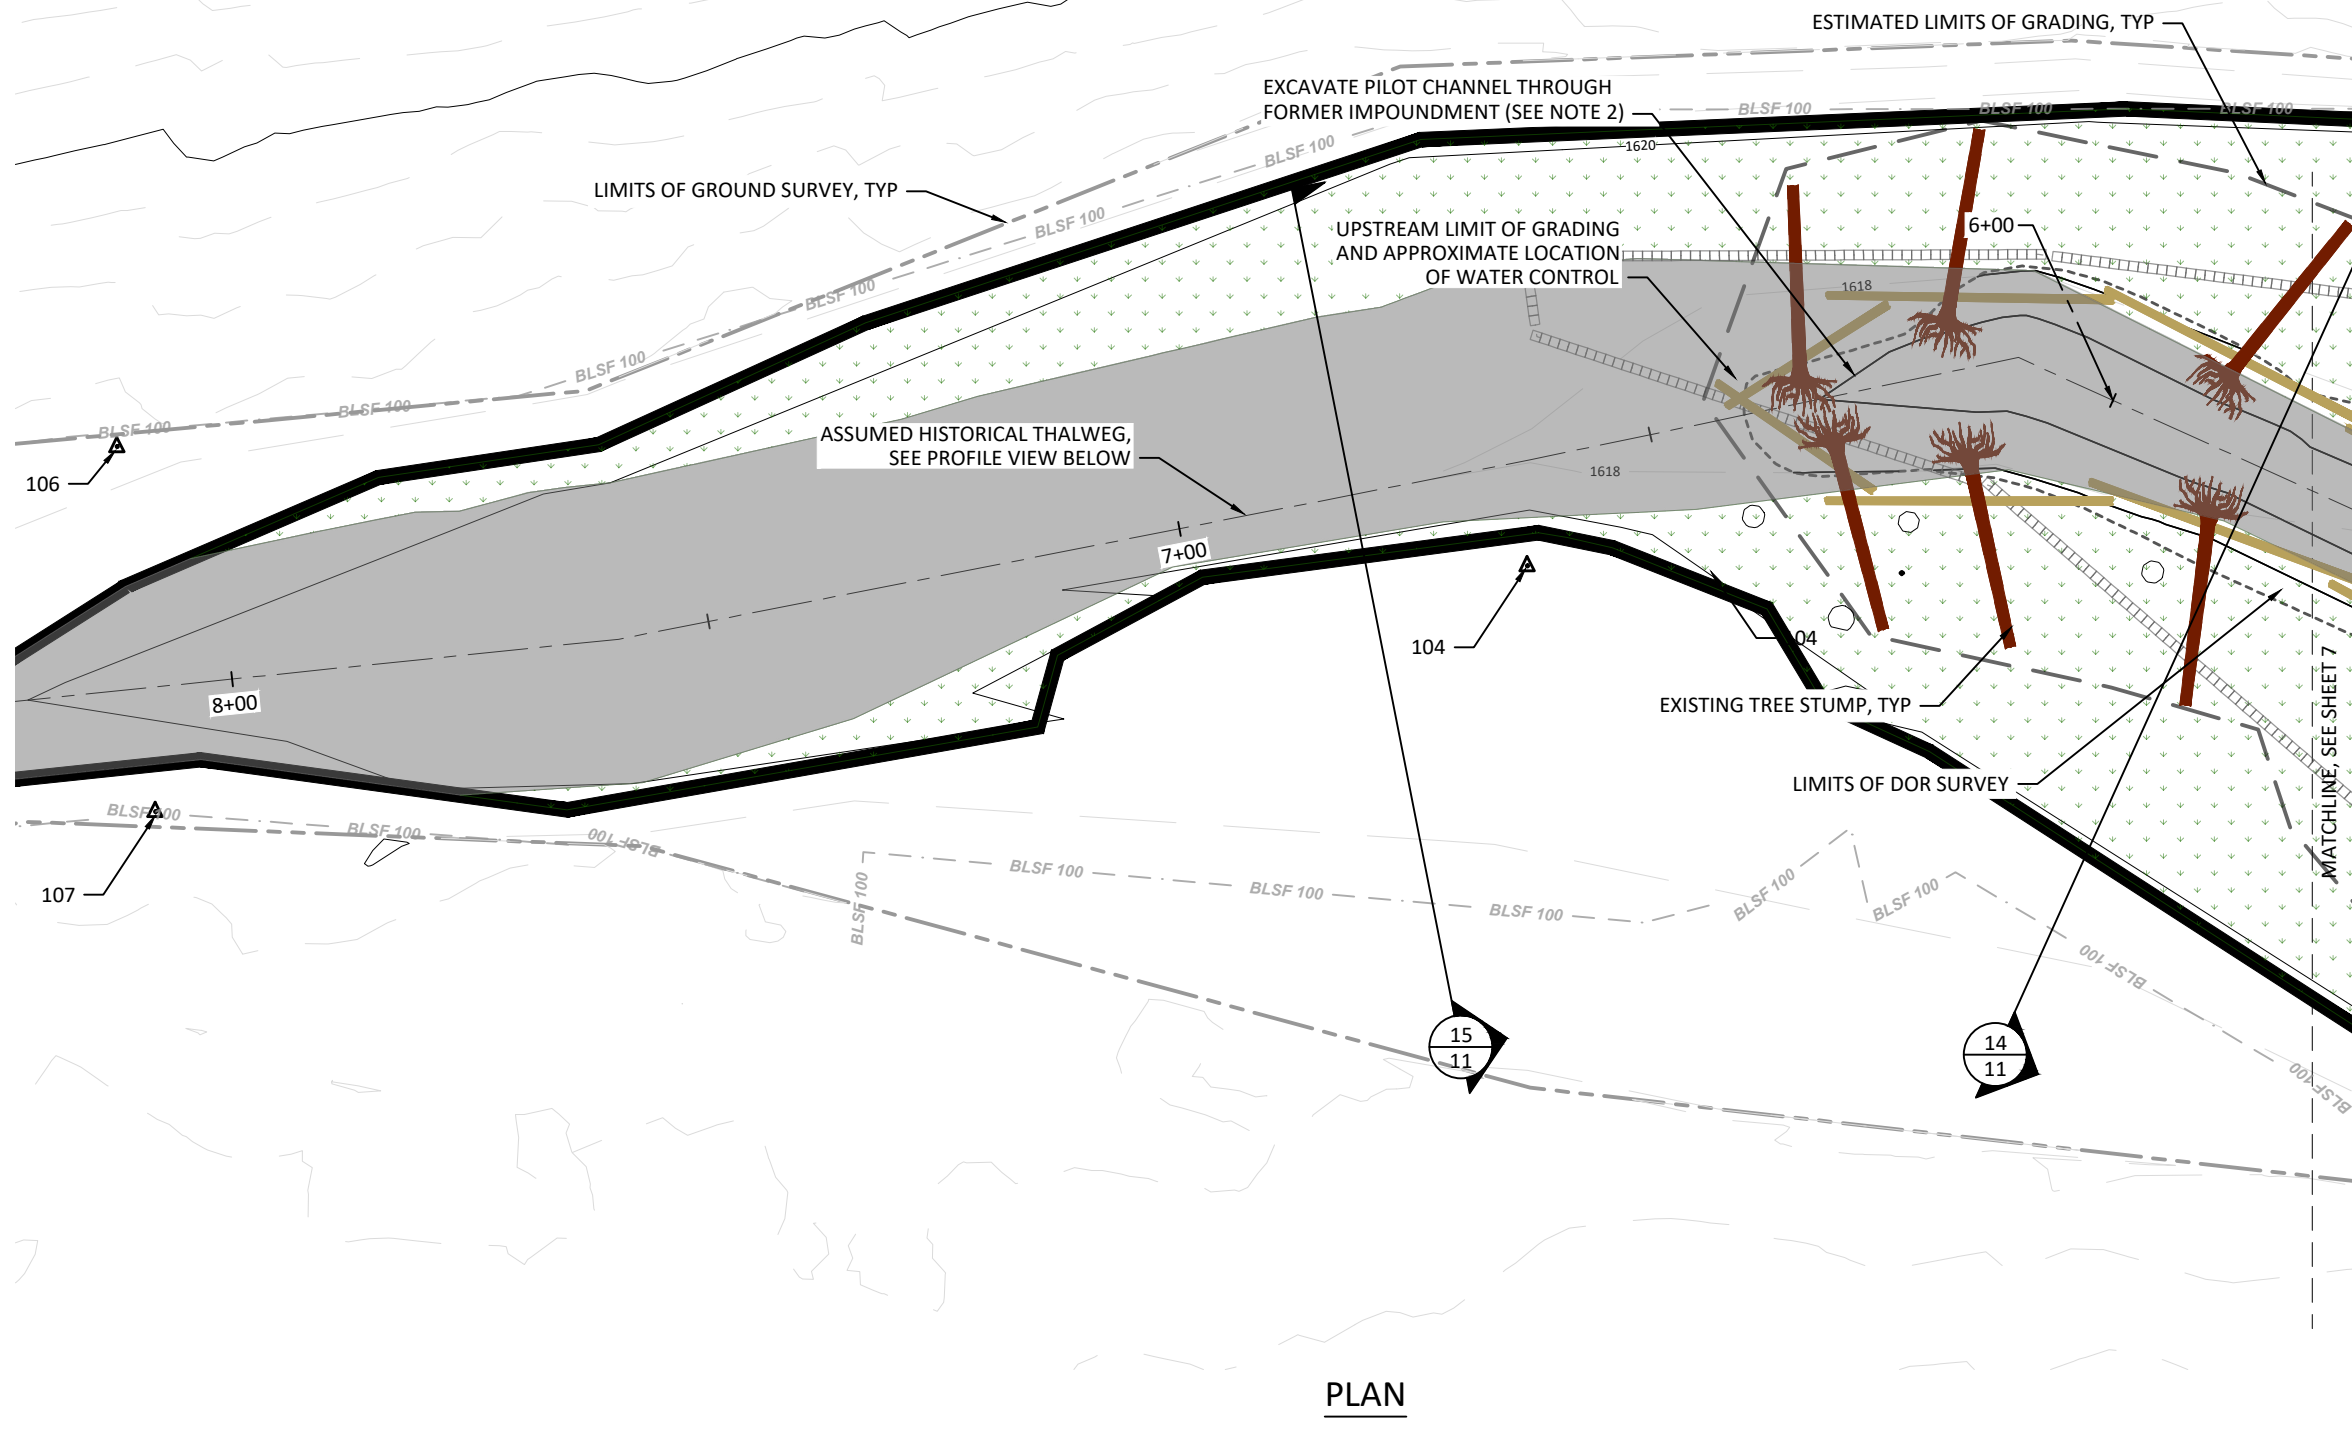 ESTIMATED LIMITS OF GRADING, TYP
EXCAVATE PILOT CHANNEL THROUGH
FORMER IMPOUNDMENT (SEE NOTE 2)
BLSF 100
BLSF 100
BLSF 100
1620
BLSF 100
LIMITS OF GROUND SURVEY, TYP
BLSF 100
UPSTREAM LIMIT OF GRADING
AND APPROXIMATE LOCATION
OF WATER CONTROL
6+00
1618
BLSF 100
BLSF 100
BLSF 100
BLSF 100
ASSUMED HISTORICAL THALWEG,
SEE PROFILE VIEW BELOW
1618
106
7+00
104
04
8+00
EXISTING TREE STUMP, TYP
LIMITS OF DOR SURVEY
MATCHLINE, SEE SHEET 7
BLSF 100
BLSF 100
BLSF 100
107
BLSF 100
BLSF 100
BLSF 100
BLSF 100
BLSF 100
BLSF 100
BLSF 100
BLSF 100
15
11
14
11
PLAN